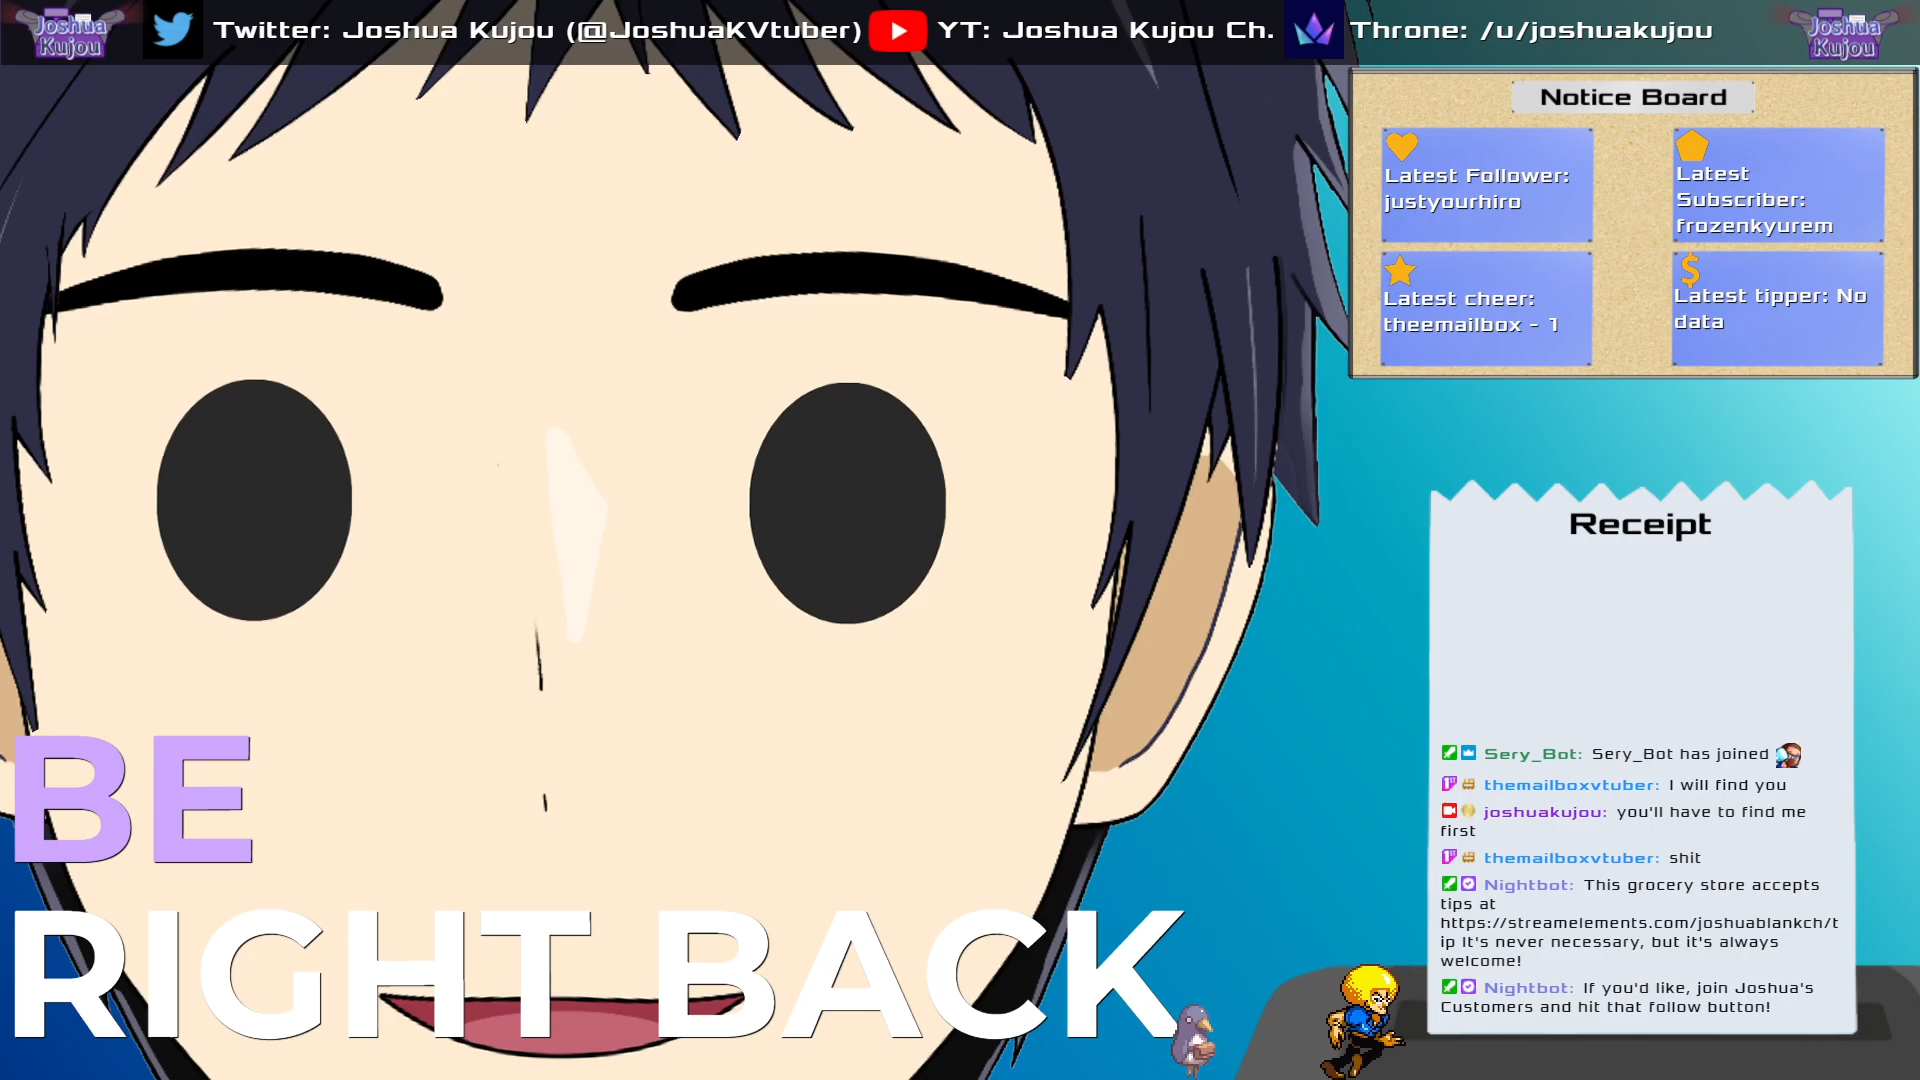 Joshua Kujou
Twitter: Joshua Kujou (@JoshuaKVtuber)
YT: Joshua Kujou Ch.
Throne: /u/joshuakujou
Joshua Kujou
Notice Board
Latest Follower:
justyourhiro
Latest
Subscriber:
frozenkyurem
Latest cheer:
theemailbox - 1
$
Latest tipper: No
data
Receipt
Sery_Bot: Sery_Bot has joined
themailboxvtuber: I will find you
joshuakujou: you'll have to find me
first
themailboxvtuber: shit
Nightbot: This grocery store accepts
tips at
https://streamelements.com/joshuablankch/t
ip It's never necessary, but it's always
welcome!
Nightbot: If you'd like, join Joshua's
Customers and hit that follow button!
BE
RIGHT BACK